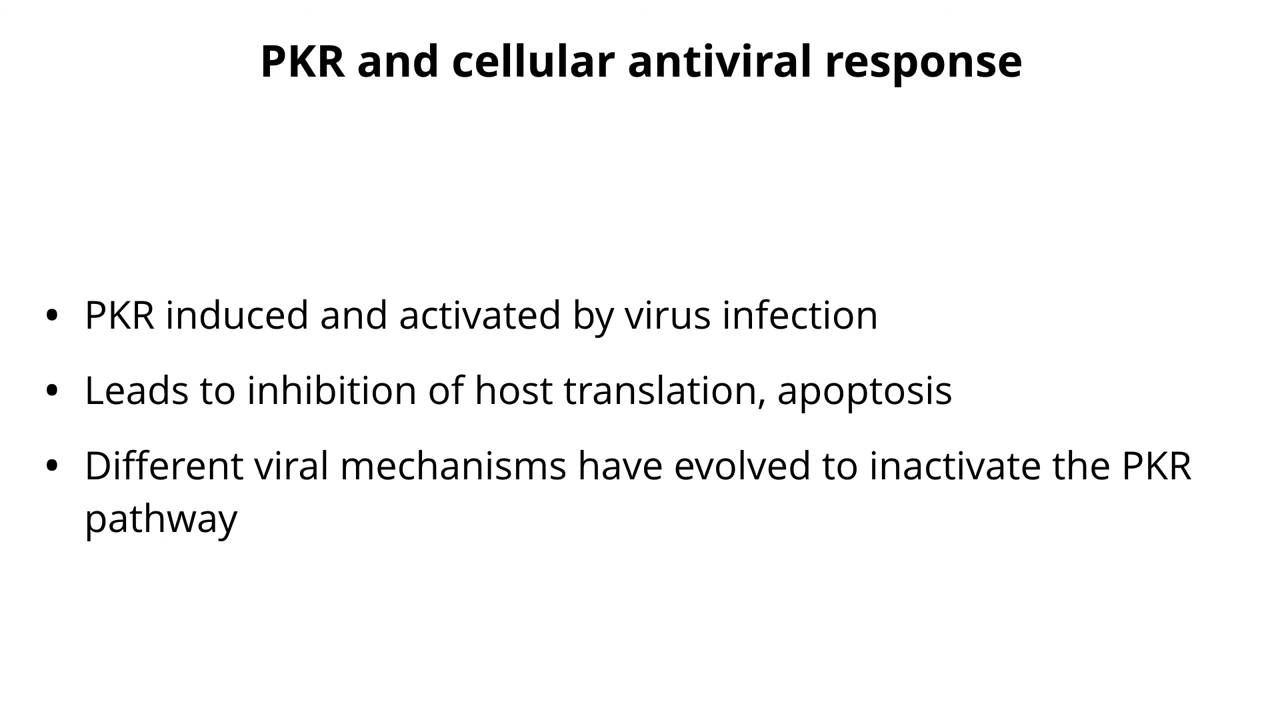 PKR and cellular antiviral response
• PKR induced and activated by virus infection
• Leads to inhibition of host translation, apoptosis
• Different viral mechanisms have evolved to inactivate the PKR
pathway